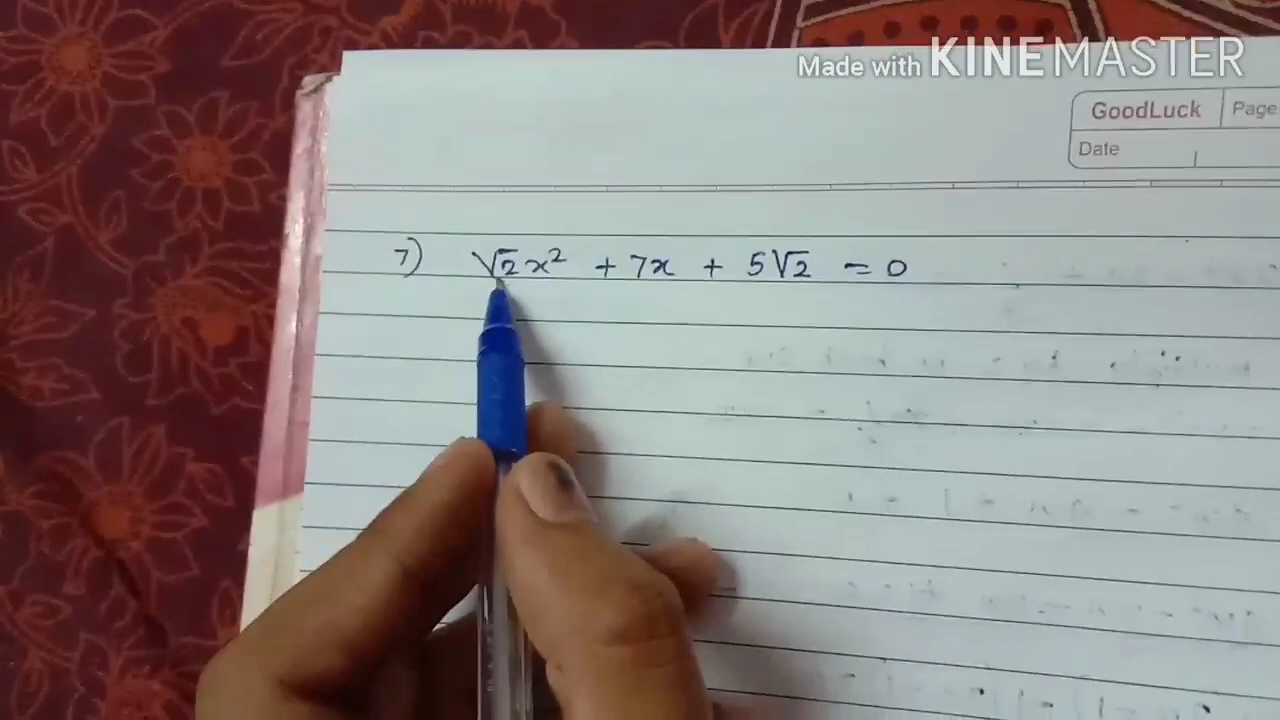 Made with KINEMASTER
GoodLuck Page
Date
7) √2x² + 7x + 5√2 = 0